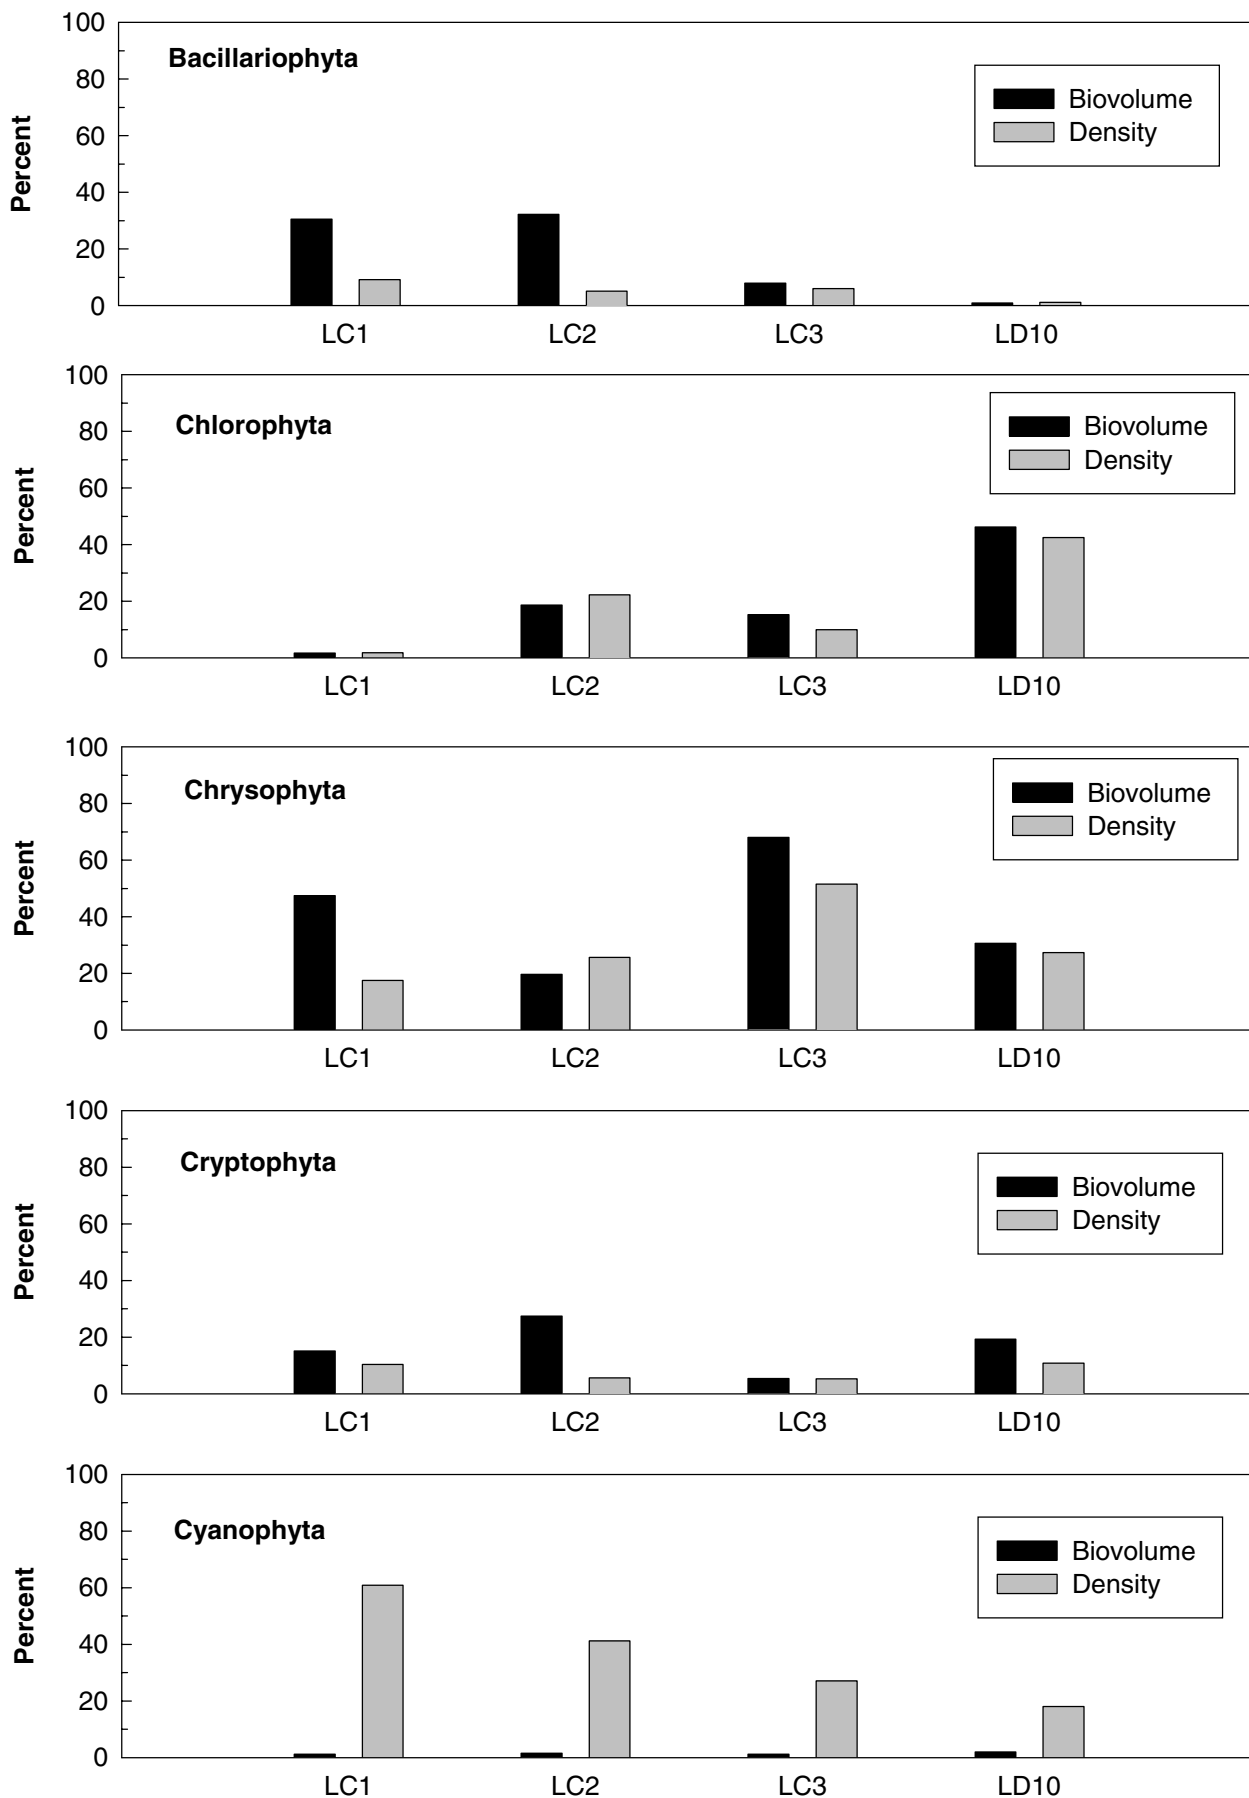 Bacillariophyta
Biovolume
Density
Percent
100
80
60
40
20
0
LC1 LC2 LC3 LD10
Chlorophyta
Biovolume
Density
Percent
100
80
60
40
20
0
LC1 LC2 LC3 LD10
Chrysophyta
Biovolume
Density
Percent
100
80
60
40
20
0
LC1 LC2 LC3 LD10
Cryptophyta
Biovolume
Density
Percent
100
80
60
40
20
0
LC1 LC2 LC3 LD10
Cyanophyta
Biovolume
Density
Percent
100
80
60
40
20
0
LC1 LC2 LC3 LD10